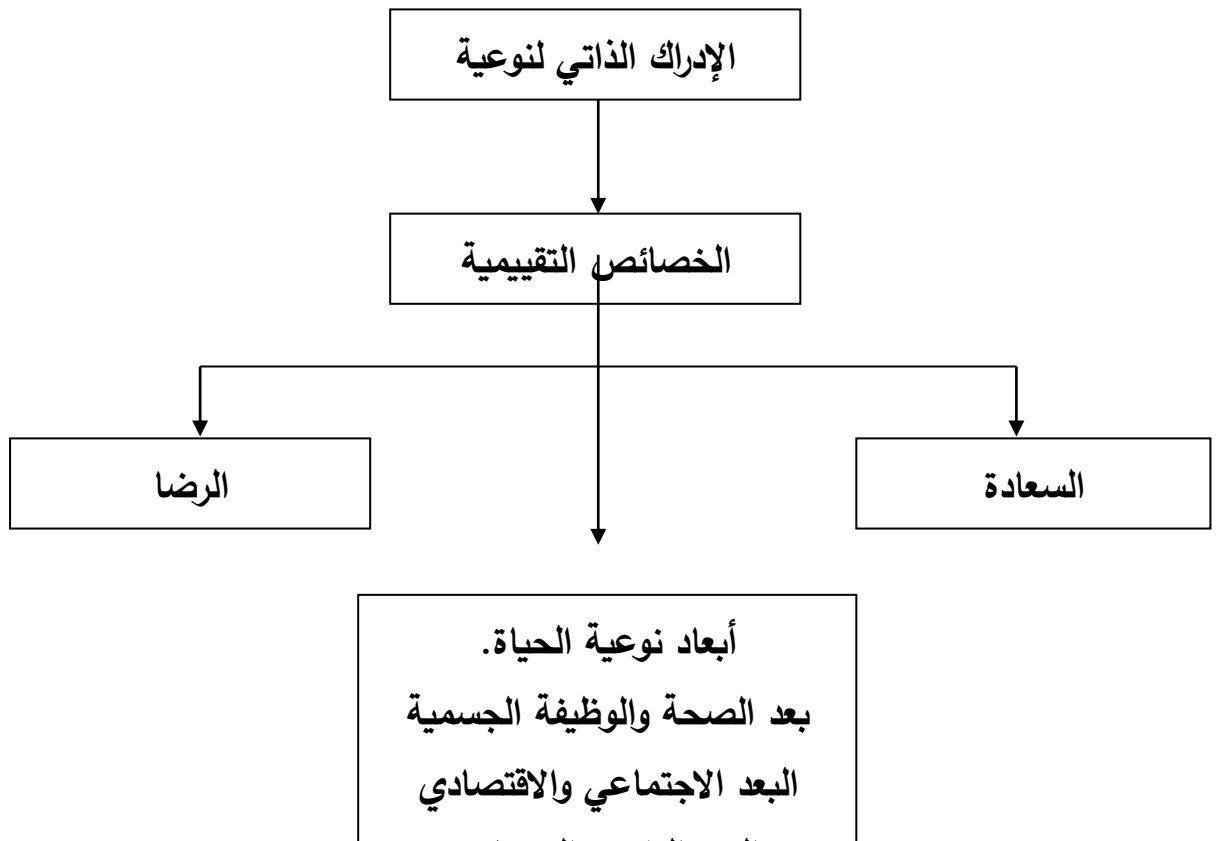 الإدراك الذاتي لنوعية
الخصائص التقييمية
السعادة
الرضا
أبعاد نوعية الحياة.
بعد الصحة والوظيفة الجسمية
البعد الاجتماعي والاقتصادي